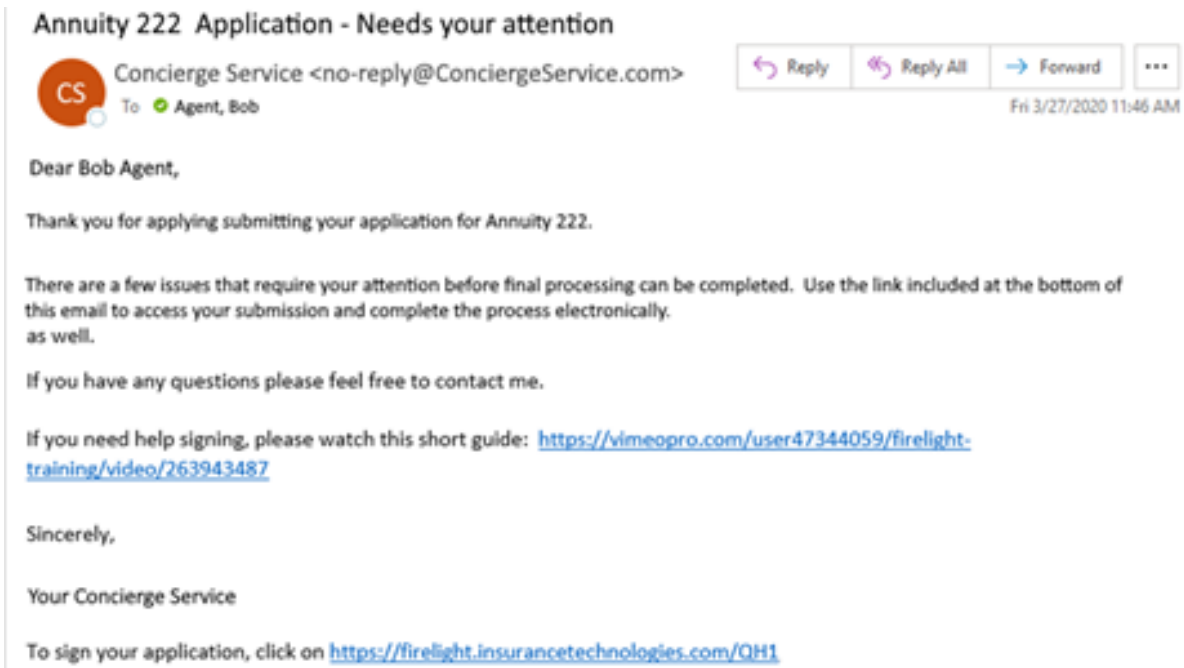 Annuity 222 Application - Needs your attention
CS
Concierge Service <no-reply@ConciergeService.com>
To Agent, Bob
Reply
Reply All
Forward
...
Fri 3/27/2020 11:46 AM
Dear Bob Agent,
Thank you for applying submitting your application for Annuity 222.
There are a few issues that require your attention before final processing can be completed. Use the link included at the bottom of
this email to access your submission and complete the process electronically.
as well.
If you have any questions please feel free to contact me.
If you need help signing, please watch this short guide: https://vimeopro.com/user47344059/firelight-
training/video/263943487
Sincerely,
Your Concierge Service
To sign your application, click on https://firelight.insurancetechnologies.com/QH1